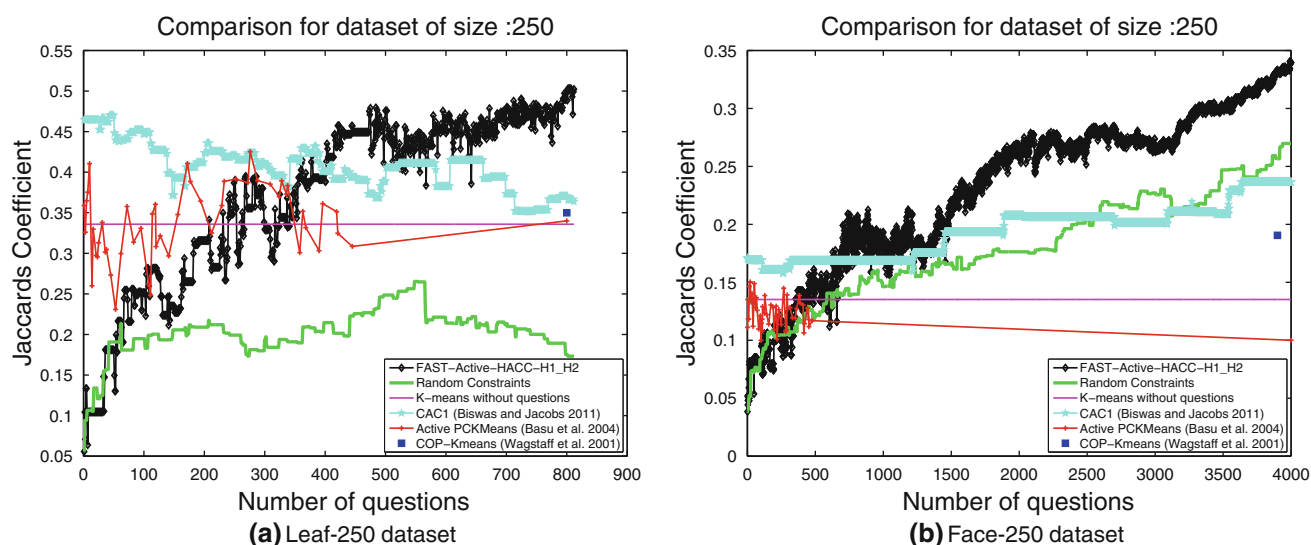 Comparison for dataset of size :250
0.55
0.5
0.45
0.4
0.35
0.3
0.25
0.2
0.15
0.1
0.05
Jaccards Coefficient
FAST-Active-HACC-H1_H2
Random Constraints
K-means without questions
CAC1 (Biswas and Jacobs 2011)
Active PCKMeans (Basu et al. 2004)
COP-Kmeans (Wagstaff et al. 2001)
0 100 200 300 400 500 600 700 800 900
Number of questions
(a) Leaf-250 dataset
Comparison for dataset of size :250
0.35
0.3
0.25
0.2
0.15
0.1
0.05
0
Jaccards Coefficient
FAST-Active-HACC-H1_H2
Random Constraints
K-means without questions
CAC1 (Biswas and Jacobs 2011)
Active PCKMeans (Basu et al. 2004)
COP-Kmeans (Wagstaff et al. 2001)
0 500 1000 1500 2000 2500 3000 3500 4000
Number of questions
(b) Face-250 dataset